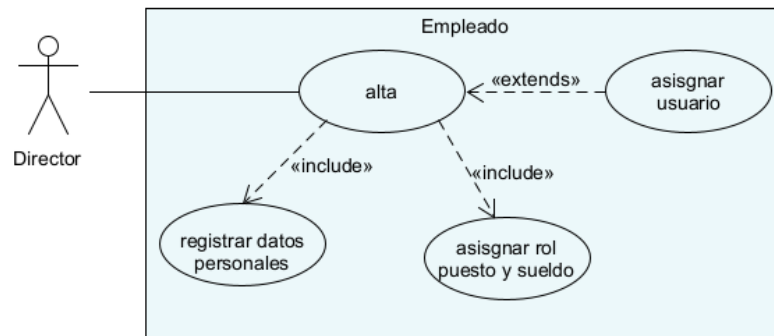 Empleado
alta
«extends»
asisgnar
usuario
Director
«include»
«include»
registrar datos
personales
asisgnar rol
puesto y sueldo